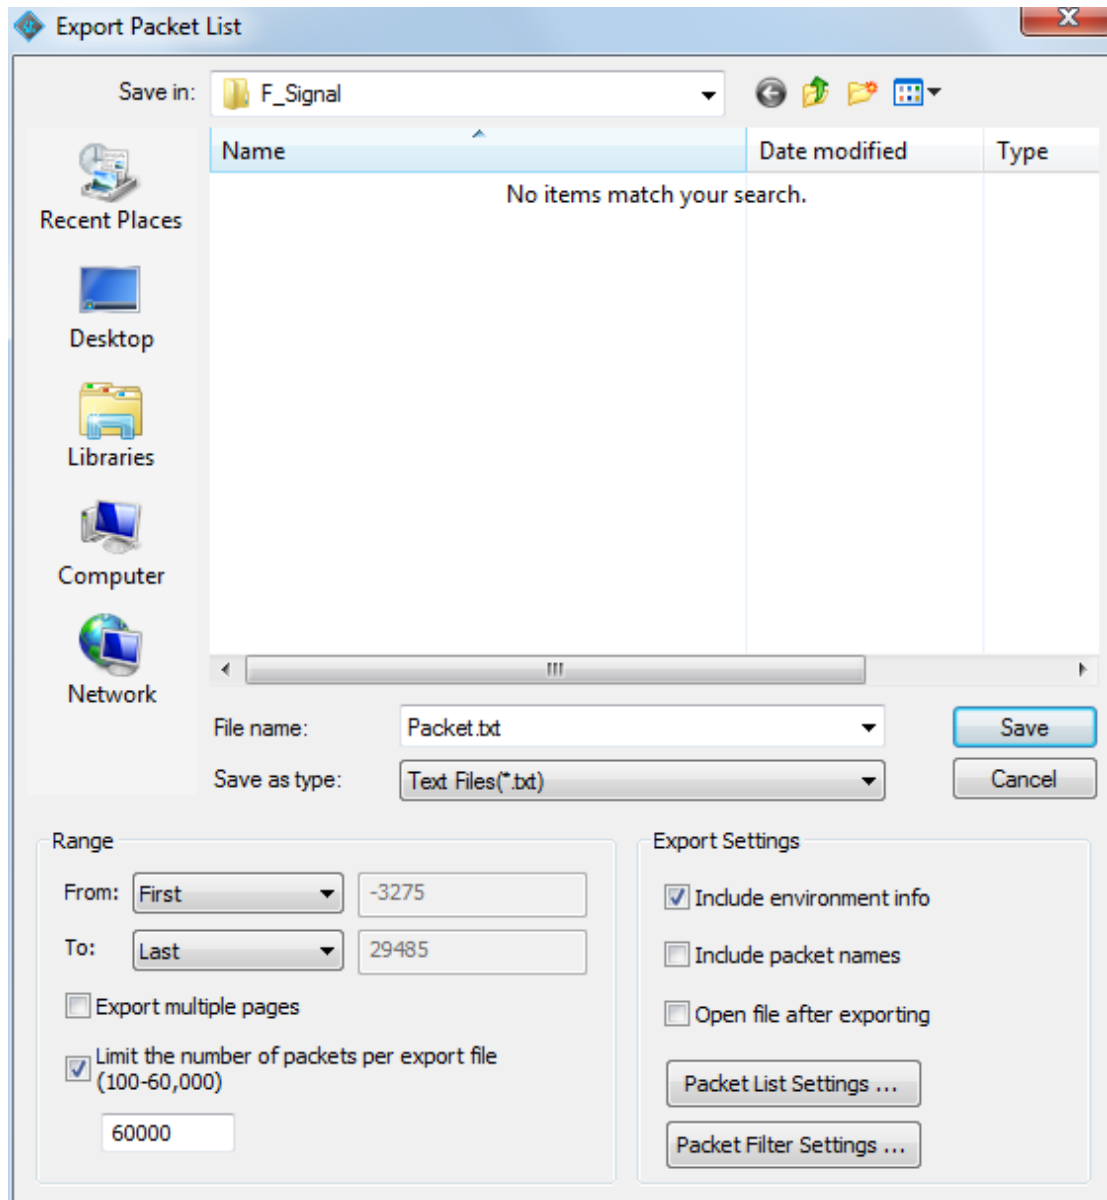 Export Packet List
x
Save in:
F_Signal
Name
Date modified
Type
No items match your search.
Recent Places
Desktop
Libraries
Computer
Network
File name:
Packet.txt
Save
Save as type:
Text Files(*.txt)
Cancel
Range
From:
First
-3275
To:
Last
29485
Export multiple pages
Limit the number of packets per export file
(100-60,000)
60000
Export Settings
Include environment info
Include packet names
Open file after exporting
Packet List Settings ...
Packet Filter Settings ...